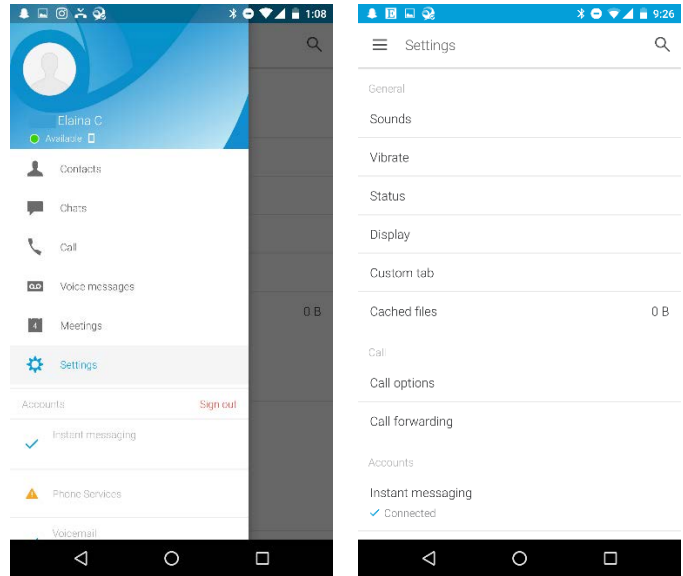 1:08
Elaina C
Available
Contacts
Chats
Call
Voice messages
4
Meetings
Settings
Accounts
Sign out
Instant messaging
Phone Services
Voicemail
0 B
9:26
Settings
General
Sounds
Vibrate
Status
Display
Custom tab
Cached files
0 B
Call
Call options
Call forwarding
Accounts
Instant messaging
Connected